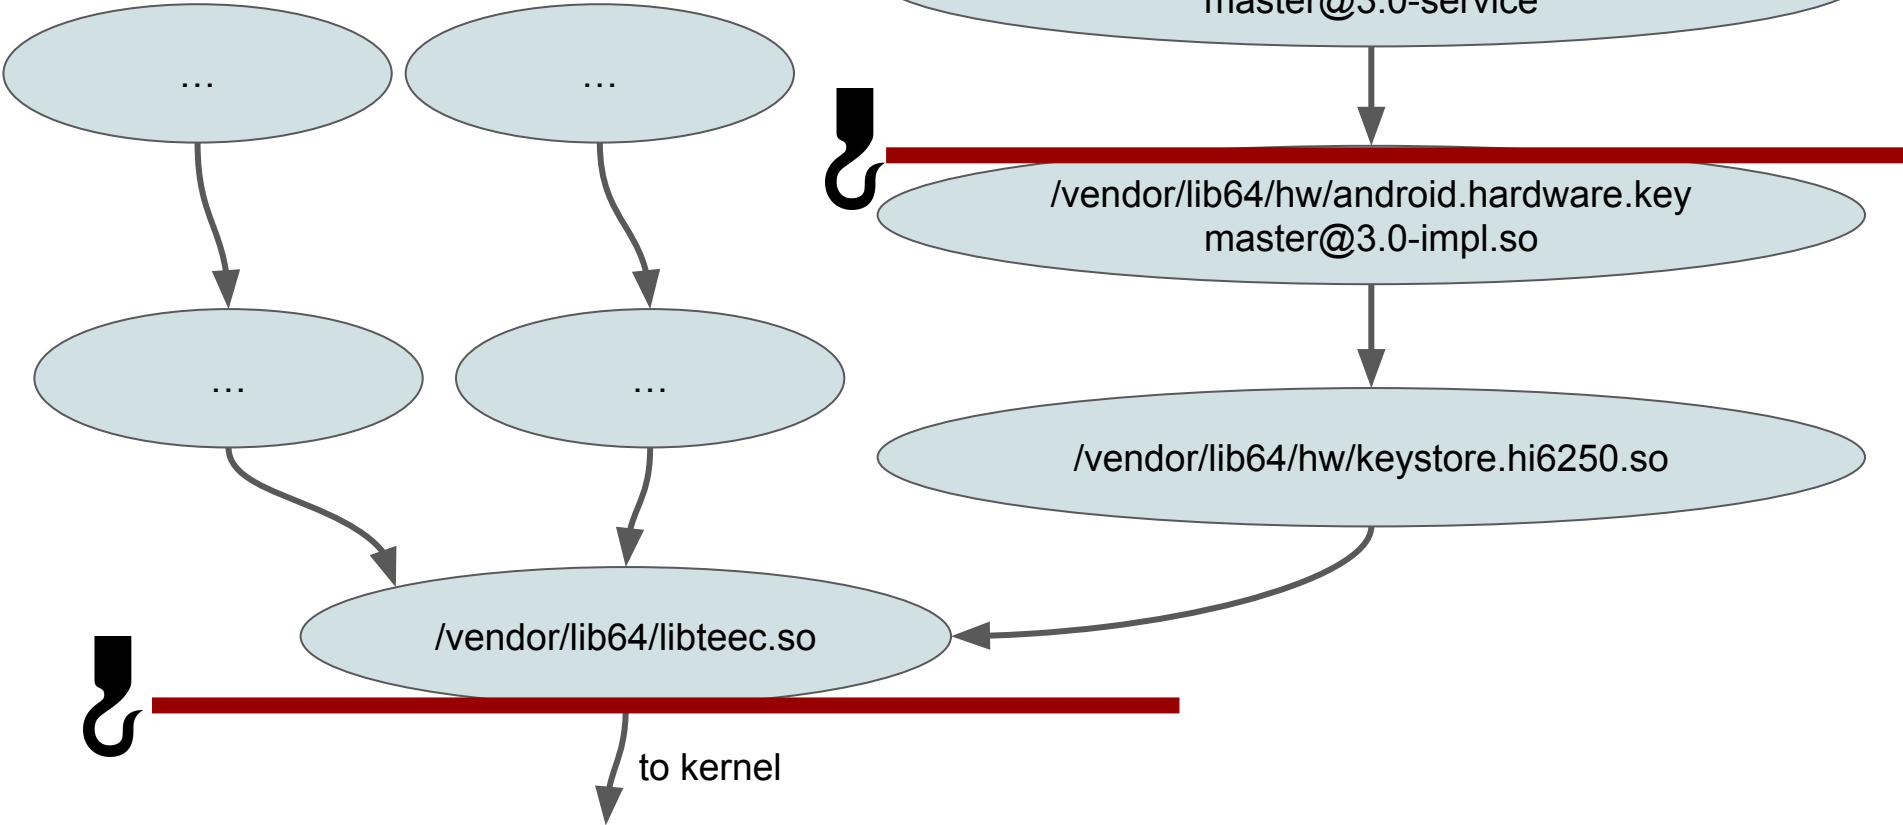 master@3.0-service
...
...
/vendor/lib64/hw/android.hardware.key
master@3.0-impl.so
...
...
/vendor/lib64/hw/keystore.hi6250.so
/vendor/lib64/libteec.so
to kernel